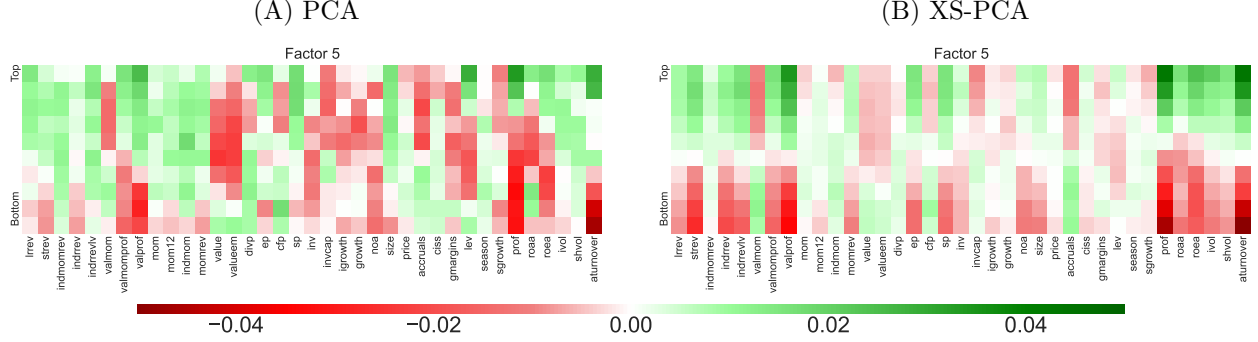 (A) PCA
(B) XS-PCA
Factor 5
Factor 5
Top
Bottom
lrrev
strev
indmomrev
indrrev
indrrevlv
valmom
valmomprof
valprof
mom
mom12
indmom
momrev
value
valueem
divp
ep
cfp
sp
inv
invcap
igrowth
growth
noa
size
price
accruals
ciss
gmargins
lev
season
sgrowth
prof
roaa
roea
ivol
shvol
aturnover
Top
Bottom
lrrev
strev
indmomrev
indrrev
indrrevlv
valmom
valmomprof
valprof
mom
mom12
indmom
momrev
value
valueem
divp
ep
cfp
sp
inv
invcap
igrowth
growth
noa
size
price
accruals
ciss
gmargins
lev
season
sgrowth
prof
roaa
roea
ivol
shvol
aturnover
−0.04
−0.02
0.00
0.02
0.04